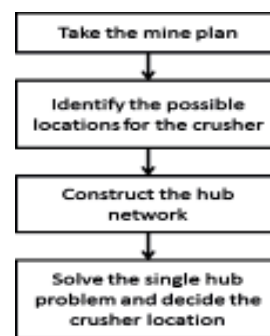 Take the mine plan
Identify the possible
locations for the crusher
Construct the hub
network
Solve the single hub
problem and decide the
crusher location